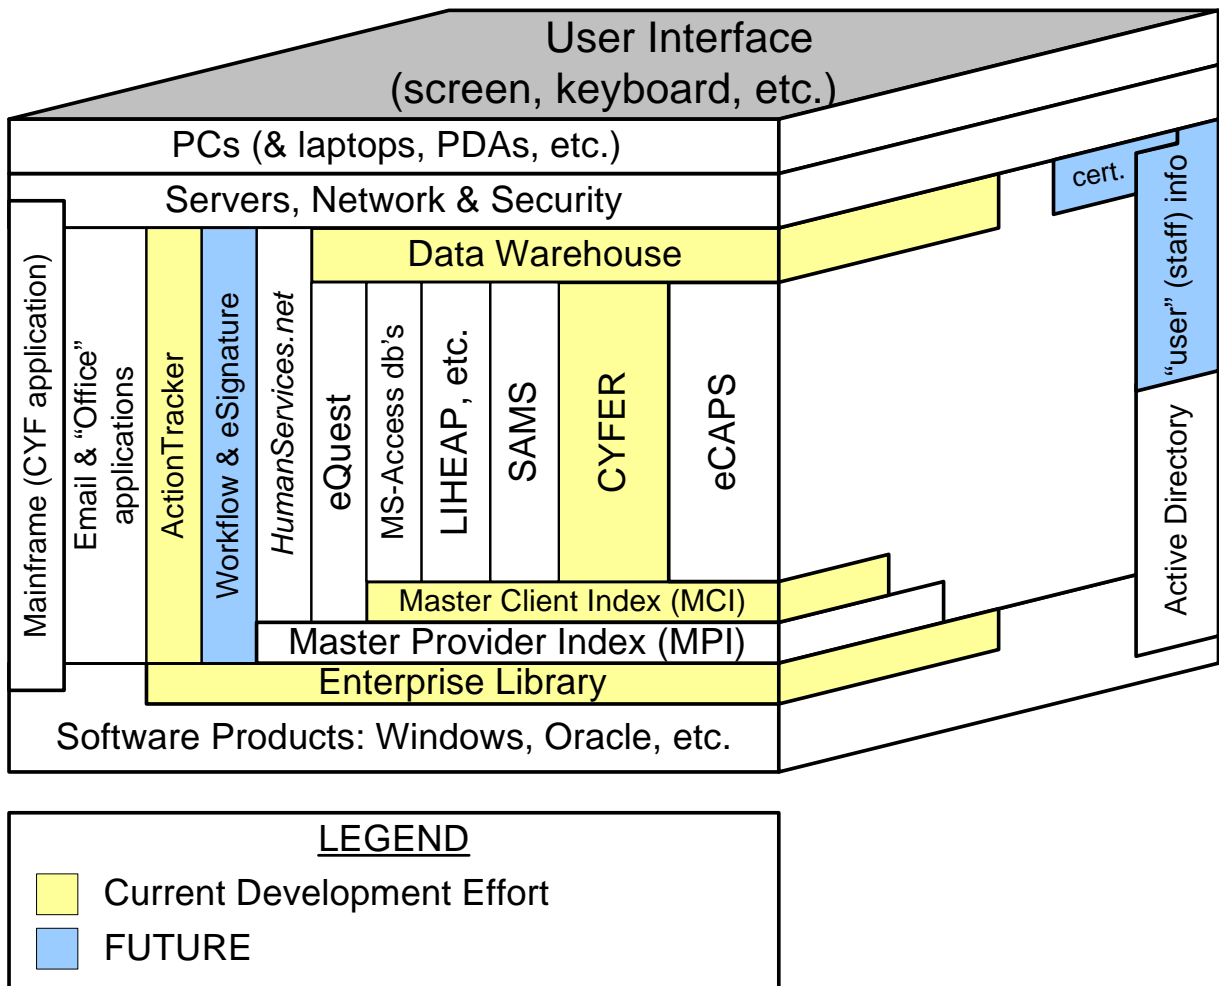 User Interface
(screen, keyboard, etc.)
PCs (& laptops, PDAs, etc.)
Servers, Network & Security
Data Warehouse
cert.
“user” (staff) info
Active Directory
Mainframe (CYF application)
Email & “Office”
applications
ActionTracker
Workflow & eSignature
HumanServices.net
eQuest
MS-Access db’s
LIHEAP, etc.
SAMS
CYFER
eCAPS
Master Client Index (MCI)
Master Provider Index (MPI)
Enterprise Library
Software Products: Windows, Oracle, etc.
LEGEND
Current Development Effort
FUTURE